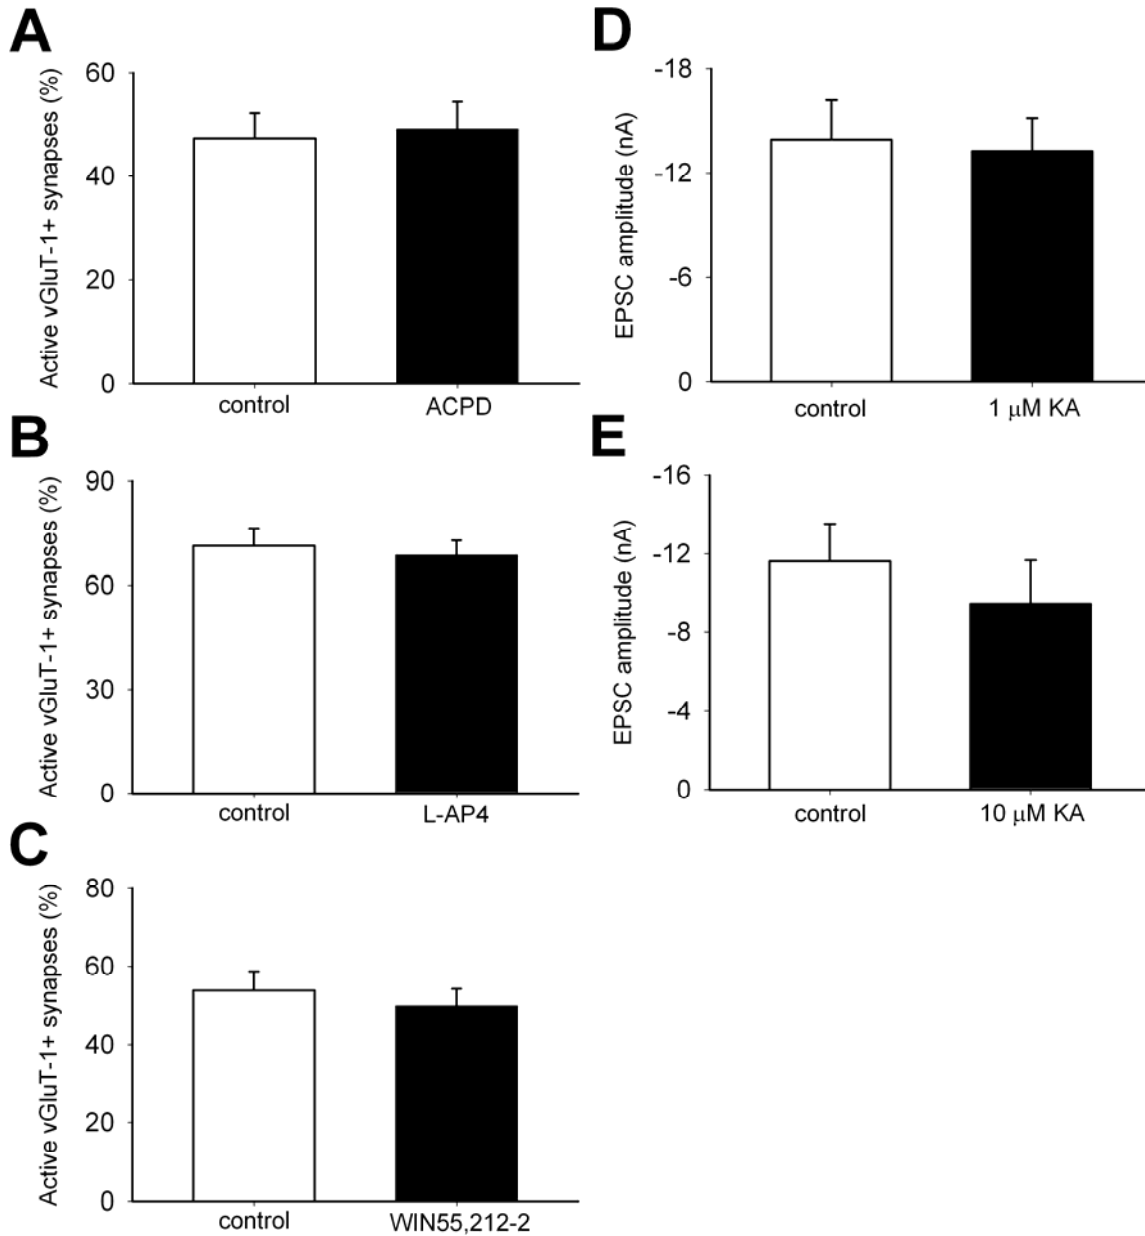 A
Active vGluT-1+ synapses (%)
60
40
20
0
control
ACPD
B
Active vGluT-1+ synapses (%)
90
60
30
0
control
L-AP4
C
Active vGluT-1+ synapses (%)
80
60
40
20
0
control
WIN55,212-2
D
EPSC amplitude (nA)
-18
-12
-6
0
control
1 μM KA
E
EPSC amplitude (nA)
-16
-12
-8
-4
0
control
10 μM KA